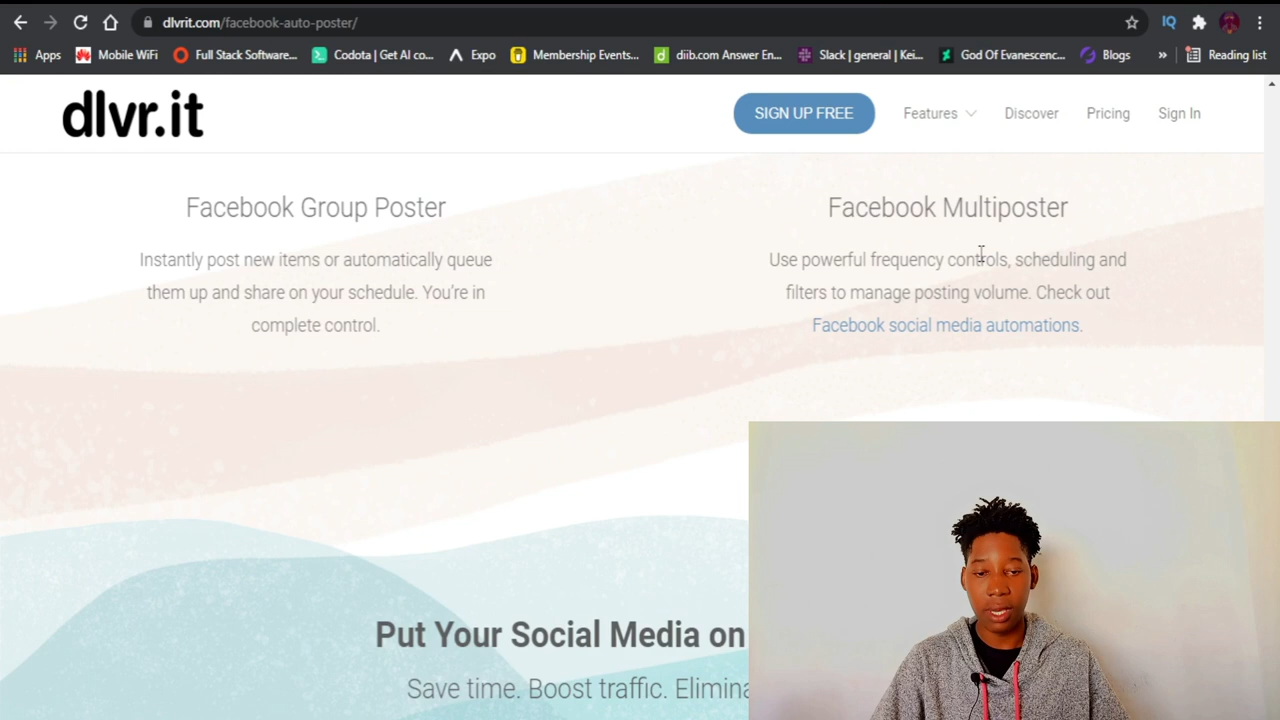 dlvrit.com/facebook-auto-poster/
IQ
Apps
Mobile WiFi
Full Stack Software...
Codota | Get AI co...
Expo
Membership Events...
diib.com Answer En...
Slack | general | Kei...
God Of Evanescenc...
Blogs
»
Reading list
dlvr.it
SIGN UP FREE
Features
Discover
Pricing
Sign In
Facebook Group Poster
Instantly post new items or automatically queue
them up and share on your schedule. You're in
complete control.
Facebook Multiposter
Use powerful frequency controls, scheduling and
filters to manage posting volume. Check out
Facebook social media automations.
Put Your Social Media on
Save time. Boost traffic. Elimina